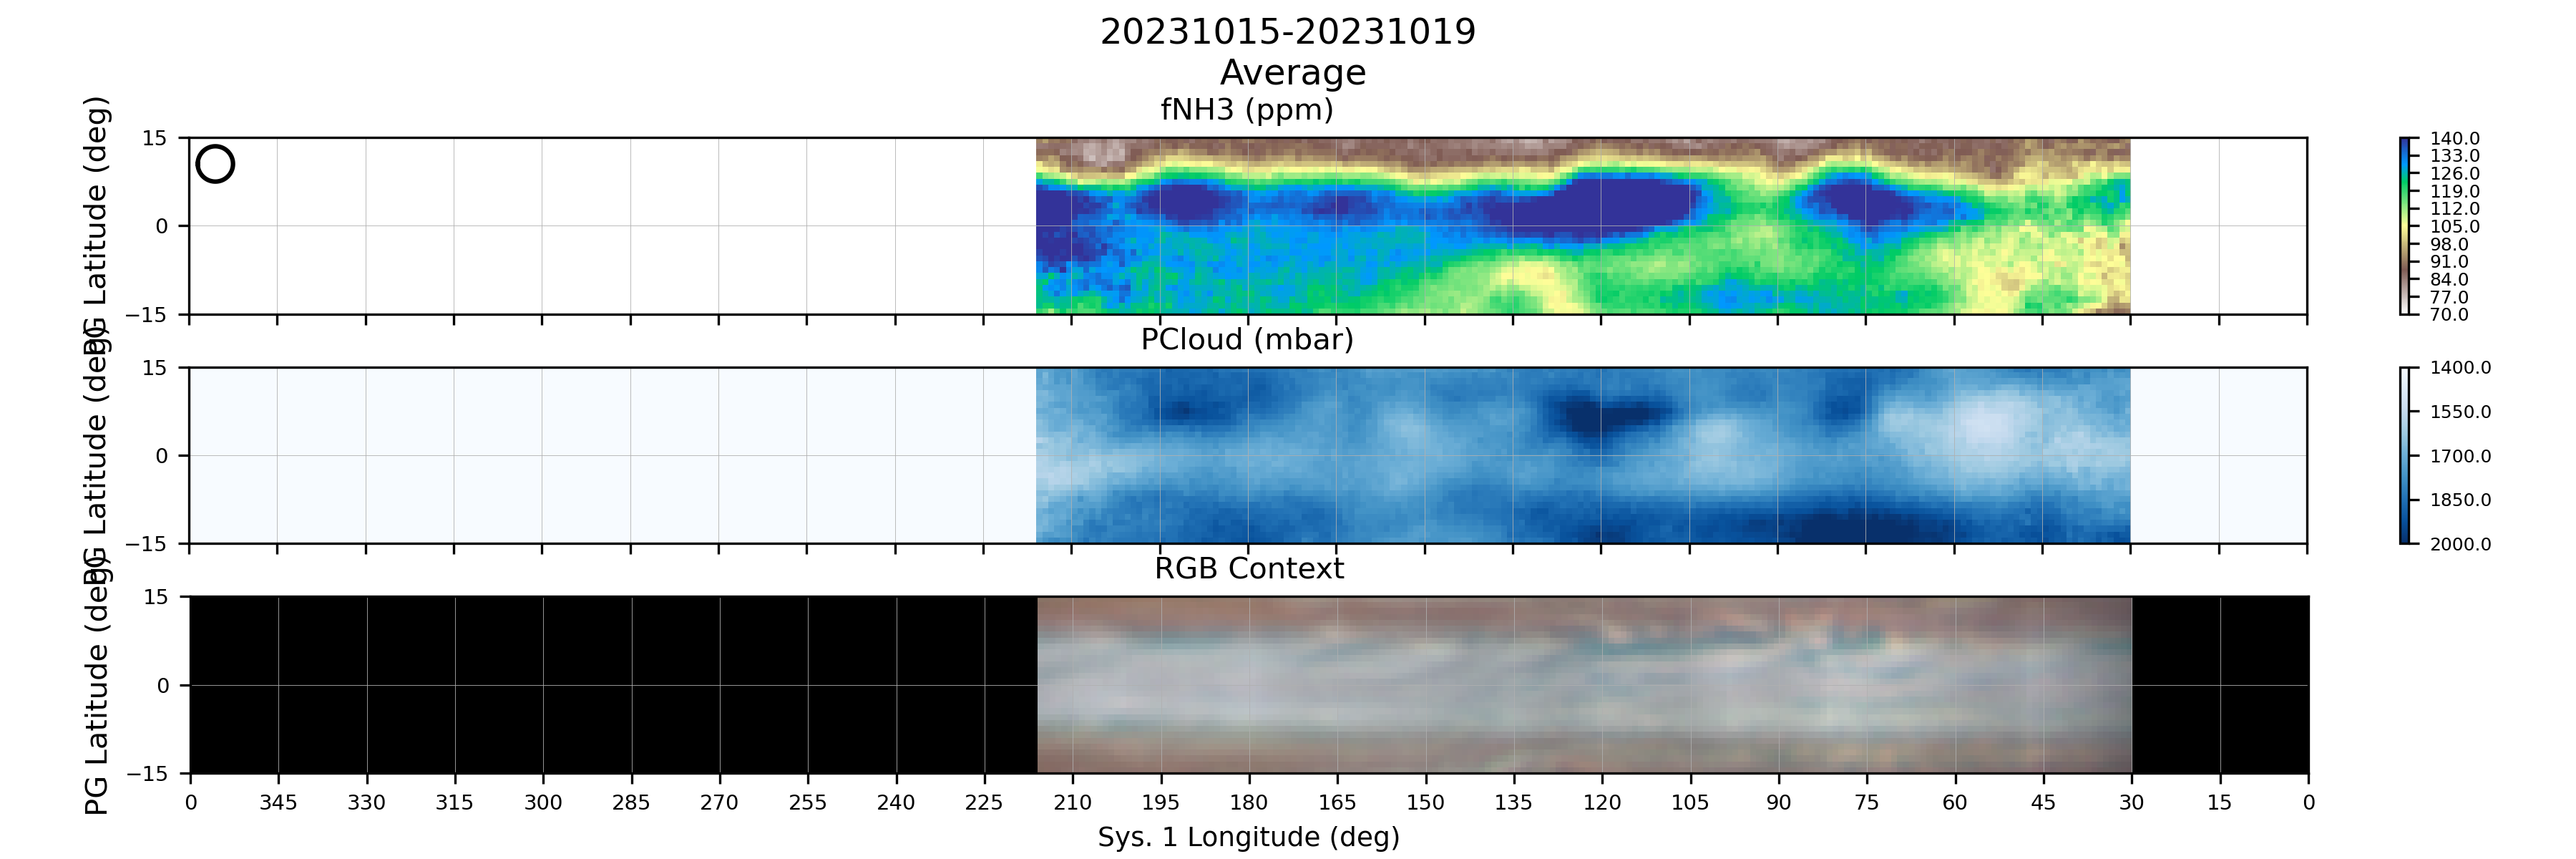 20231015-20231019
Average
fNH3 (ppm)
PG Latitude (deg)
15
0
−15
140.0
133.0
126.0
119.0
112.0
105.0
98.0
91.0
84.0
77.0
70.0
PCloud (mbar)
PG Latitude (deg)
15
0
−15
1400.0
1550.0
1700.0
1850.0
2000.0
RGB Context
PG Latitude (deg)
15
0
−15
0 345 330 315 300 285 270 255 240 225 210 195 180 165 150 135 120 105 90 75 60 45 30 15 0
Sys. 1 Longitude (deg)